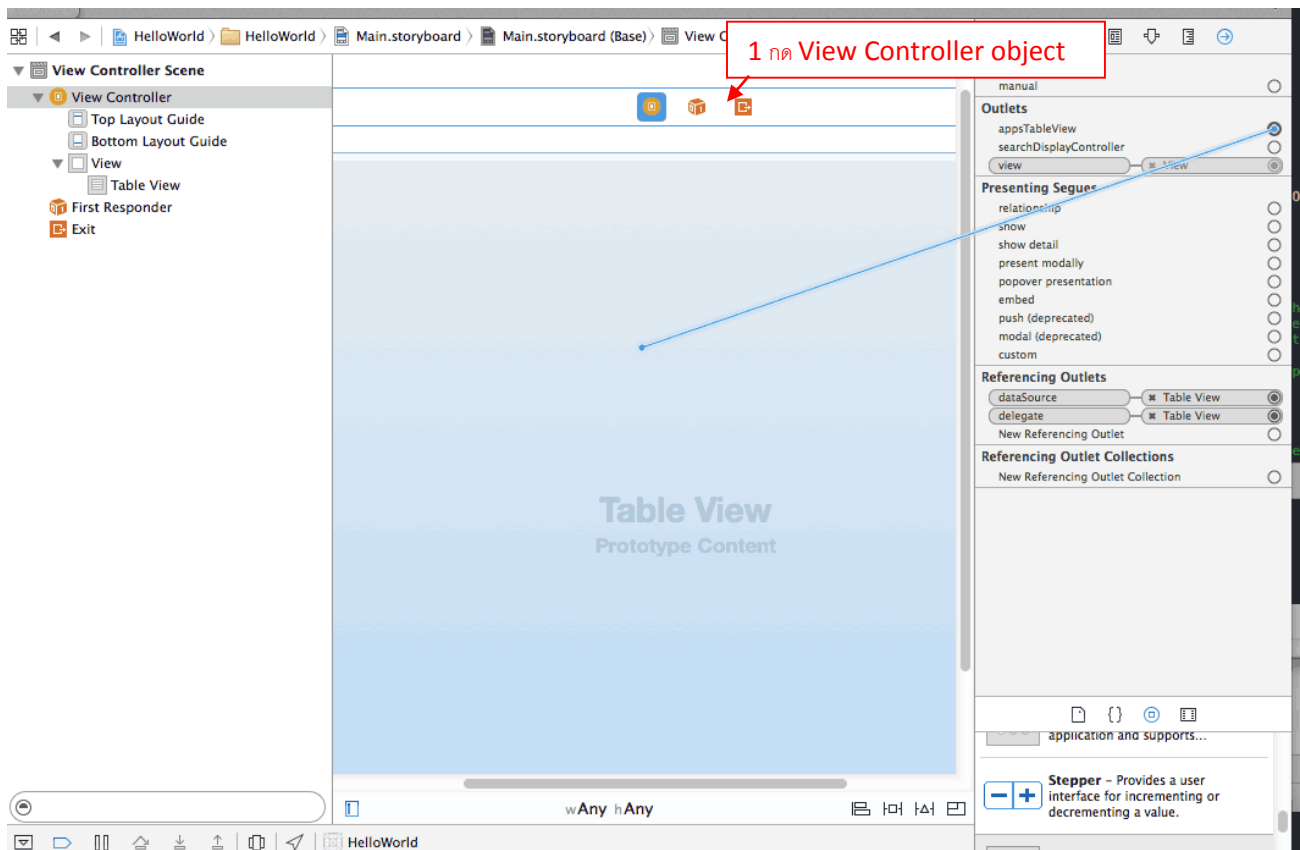 HelloWorld
HelloWorld
Main.storyboard
Main.storyboard (Base)
View C
1 กด View Controller object
View Controller Scene
View Controller
Top Layout Guide
Bottom Layout Guide
View
Table View
First Responder
Exit
manual
Outlets
appsTableView
searchDisplayController
view
View
Presenting Segues
relationship
show
show detail
present modally
popover presentation
embed
push (deprecated)
modal (deprecated)
custom
Referencing Outlets
dataSource
Table View
delegate
Table View
New Referencing Outlet
Referencing Outlet Collections
New Referencing Outlet Collection
Table View
Prototype Content
application and supports...
Stepper – Provides a user
interface for incrementing or
decrementing a value.
wAny hAny
HelloWorld